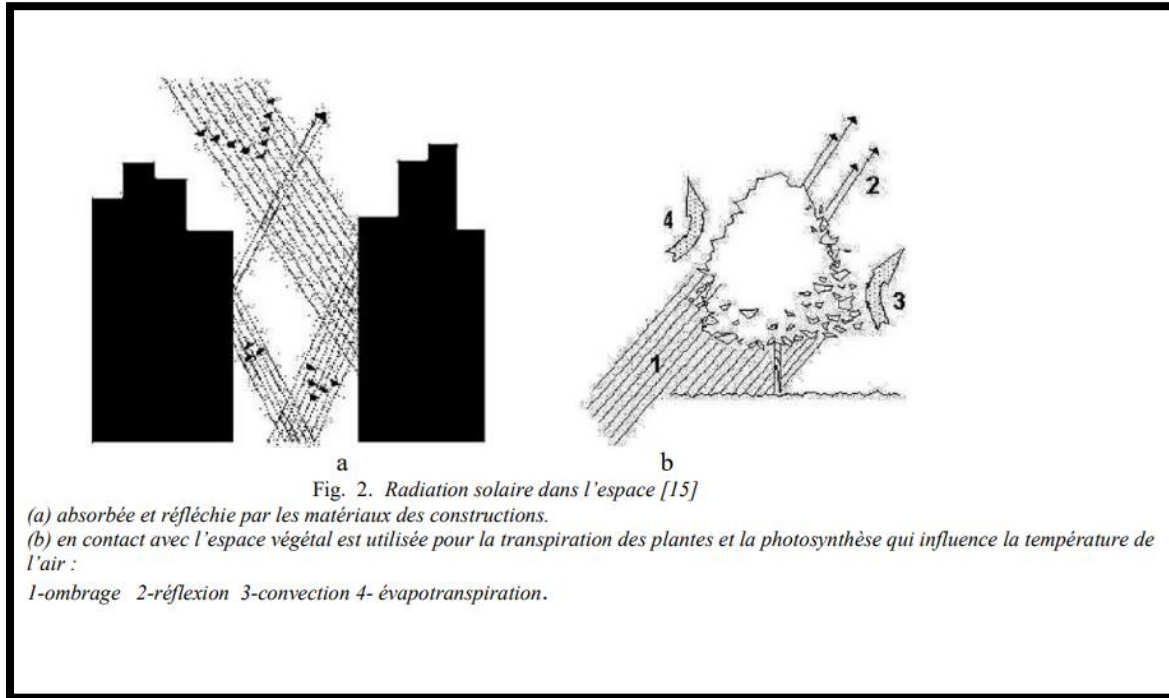 4
2
3
1
a b
Fig. 2. Radiation solaire dans l’espace [15]
(a) absorbée et réfléchie par les matériaux des constructions.
(b) en contact avec l’espace végétal est utilisée pour la transpiration des plantes et la photosynthèse qui influence la température de
l’air :
1-ombrage 2-réflexion 3-convection 4- évapotranspiration.